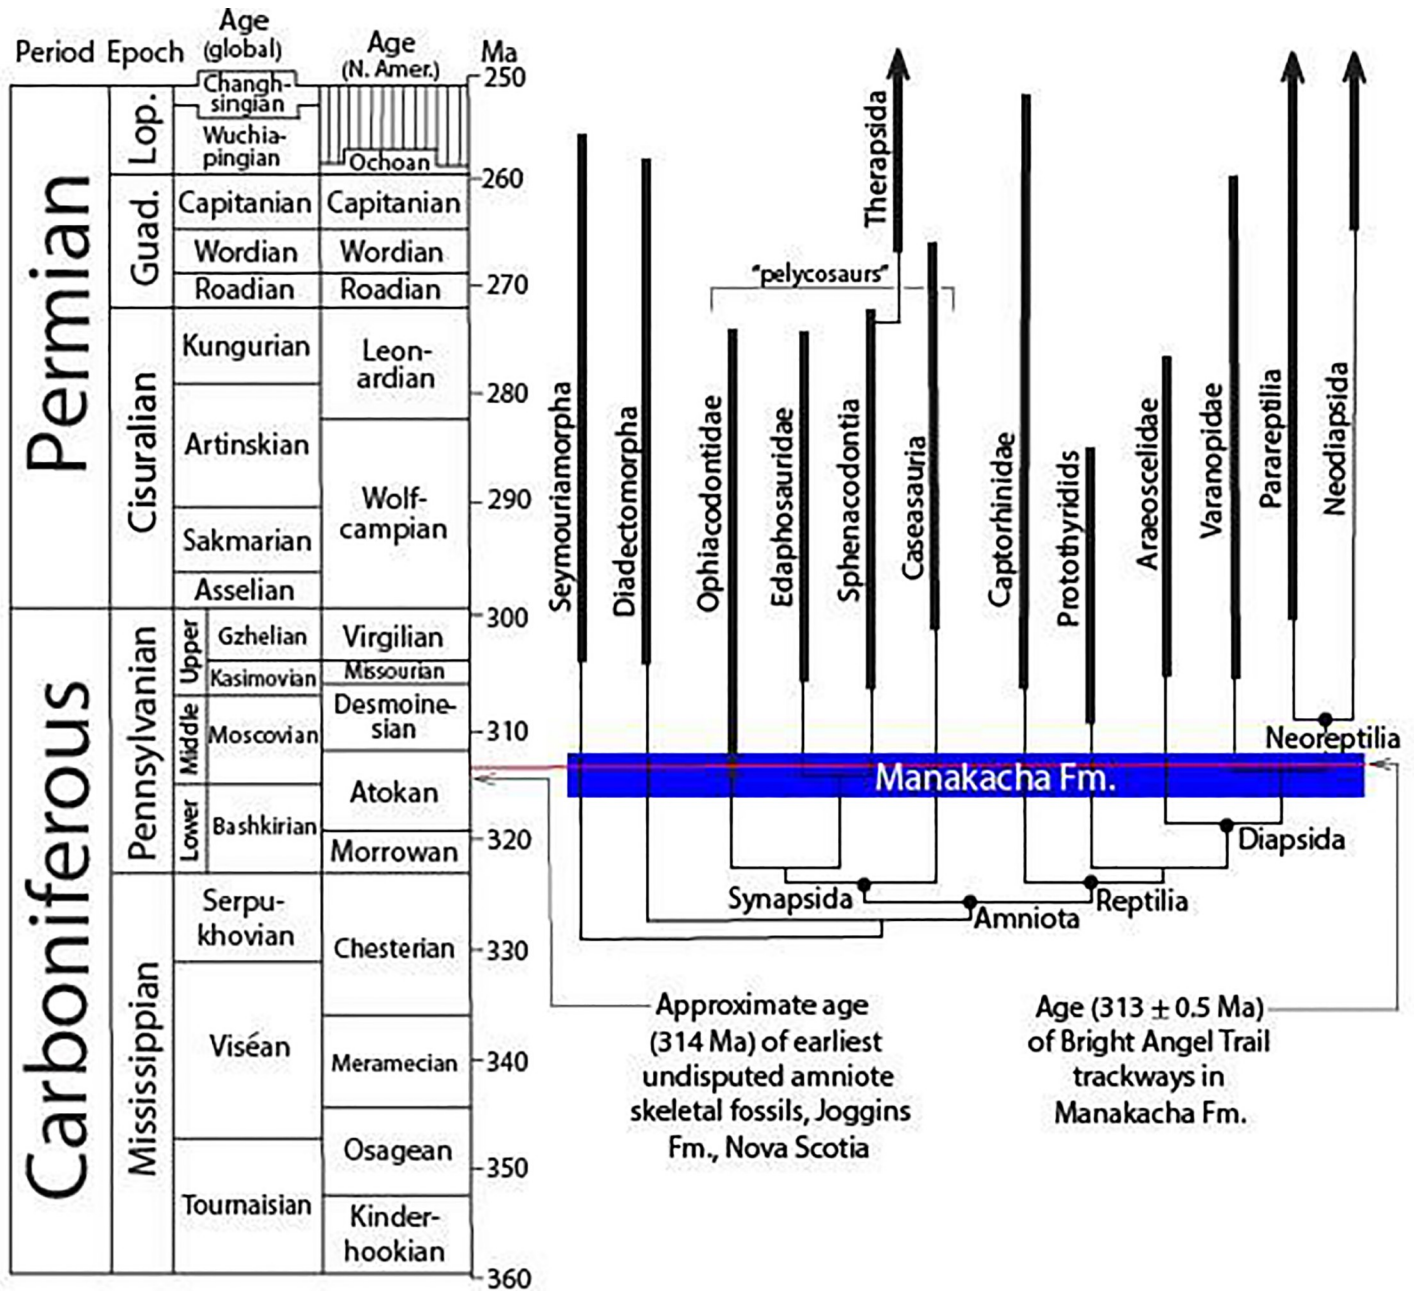 Period Epoch Age
(global)
Age
(N. Amer.)
Ma
Permian
Carboniferous
Lop.
Guad.
Cisuralian
Pennsylvanian
Mississippian
Upper
Middle
Lower
Changh-
singian
Wuchia-
pingian
Capitanian
Wordian
Roadian
Kungurian
Artinskian
Sakmarian
Asselian
Gzhelian
Kasimovian
Moscovian
Bashkirian
Serpu-
khovian
Viséan
Tournaisian
Ochoan
Capitanian
Wordian
Roadian
Leon-
ardian
Wolf-
campian
Virgilian
Missourian
Desmoine-
sian
Atokan
Morrowan
Chesterian
Meramecian
Osagean
Kinder-
hookian
250
260
270
280
290
300
310
320
330
340
350
360
Seymouriamorpha
Diadectomorpha
"pelycosaurs"
Ophiacodontidae
Edaphosauridae
Sphenacodontia
Therapsida
Caseasauria
Captorhinidae
Protothyridids
Araeoscelidae
Varanopidae
Parareptilia
Neodiapsida
Neoreptilia
Manakacha Fm.
Diapsida
Synapsida
Reptilia
Amniota
Approximate age
(314 Ma) of earliest
undisputed amniote
skeletal fossils, Joggins
Fm., Nova Scotia
Age (313 ± 0.5 Ma)
of Bright Angel Trail
trackways in
Manakacha Fm.